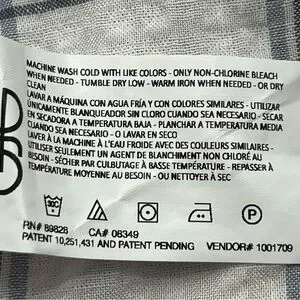 MACHINE WASH COLD WITH LIKE COLORS - ONLY NON-CHLORINE BLEACH
WHEN NEEDED - TUMBLE DRY LOW - WARM IRON WHEN NEEDED - OR DRY
CLEAN
LAVAR A MÁQUINA CON AGUA FRÍA Y CON COLORES SIMILARES - UTILIZAR
ÚNICAMENTE BLANQUEADOR SIN CLORO CUANDO SEA NECESARIO - SECAR
EN SECADORA A TEMPERATURA BAJA - PLANCHAR A TEMPERATURA MEDIA
CUANDO SEA NECESARIO - O LAVAR EN SECO
LAVER À LA MACHINE À L'EAU FROIDE AVEC DES COULEURS SIMILAIRES -
UTILISER SEULEMENT UN AGENT DE BLANCHIMENT NON CHLORÉ AU
BESOIN - SÉCHER PAR CULBUTAGE À BASSE TEMPÉRATURE - REPASSER À
TEMPÉRATURE MOYENNE AU BESOIN - OU NETTOYER À SEC
30C
P
RN# 89828 CA# 06349
PATENT 10,251,431 AND PATENT PENDING VENDOR# 1001709